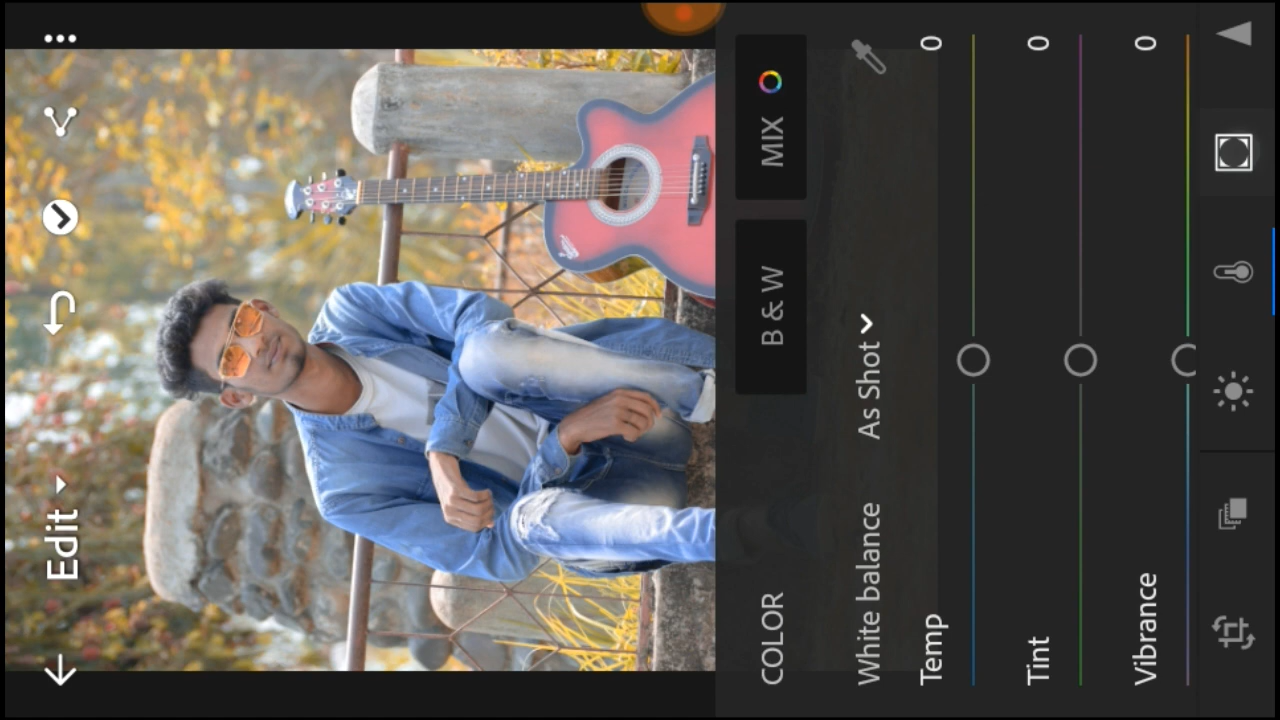 Edit
COLOR
B & W
MIX
White balance
As Shot
Temp
0
Tint
0
Vibrance
0